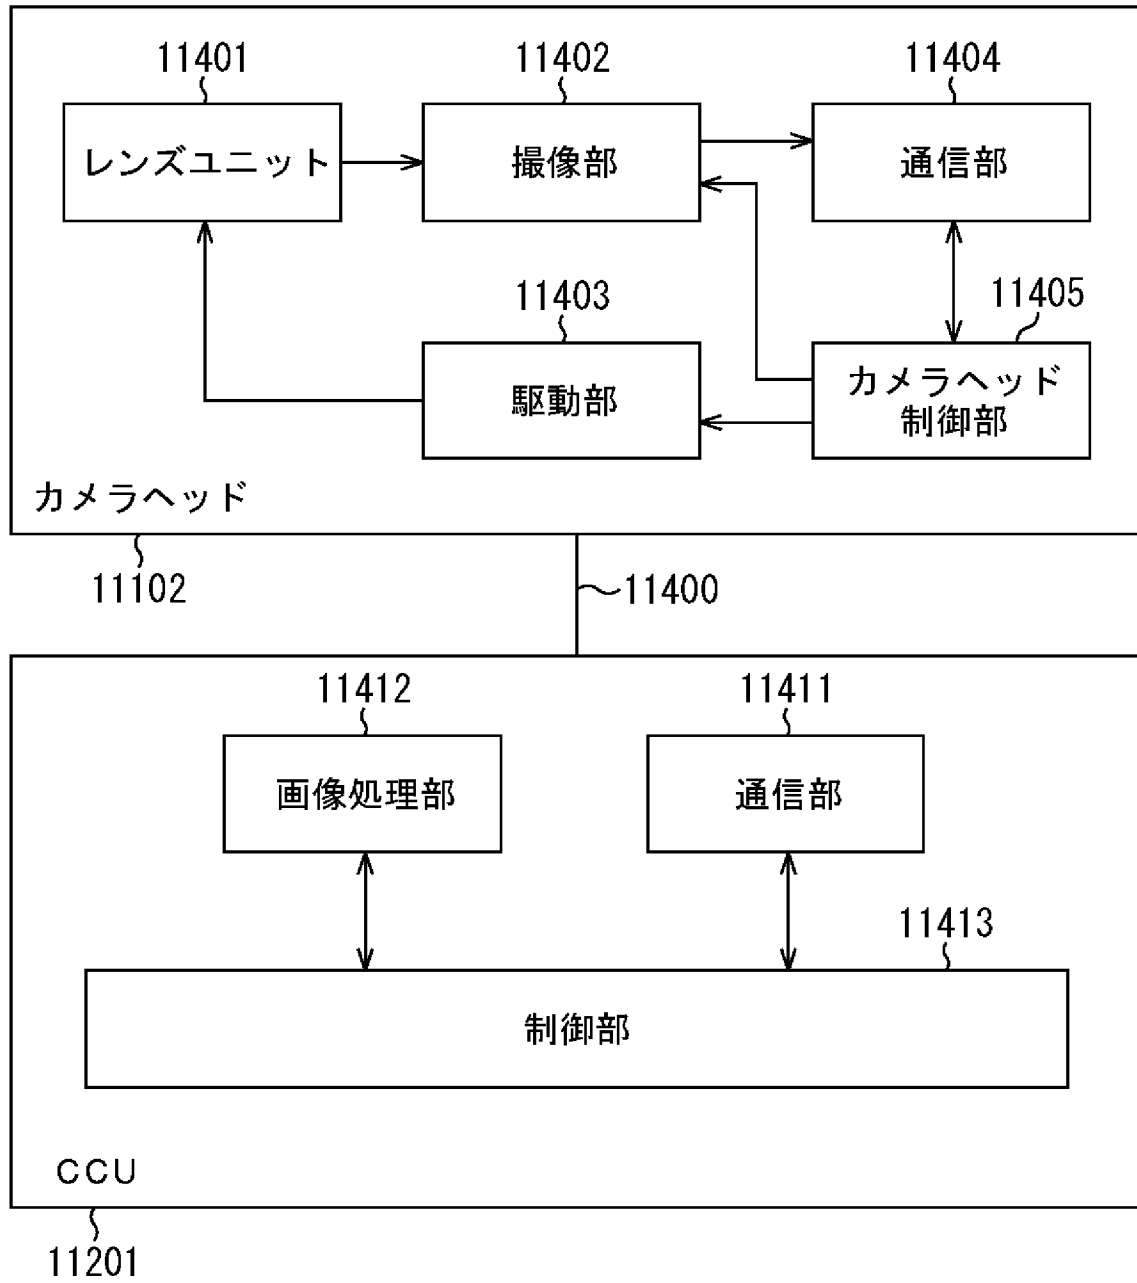 11401
11402
11404
レンズユニット
撮像部
通信部
11403
11405
駆動部
カメラヘッド
制御部
カメラヘッド
11102
11400
11412
11411
画像処理部
通信部
11413
制御部
CCU
11201